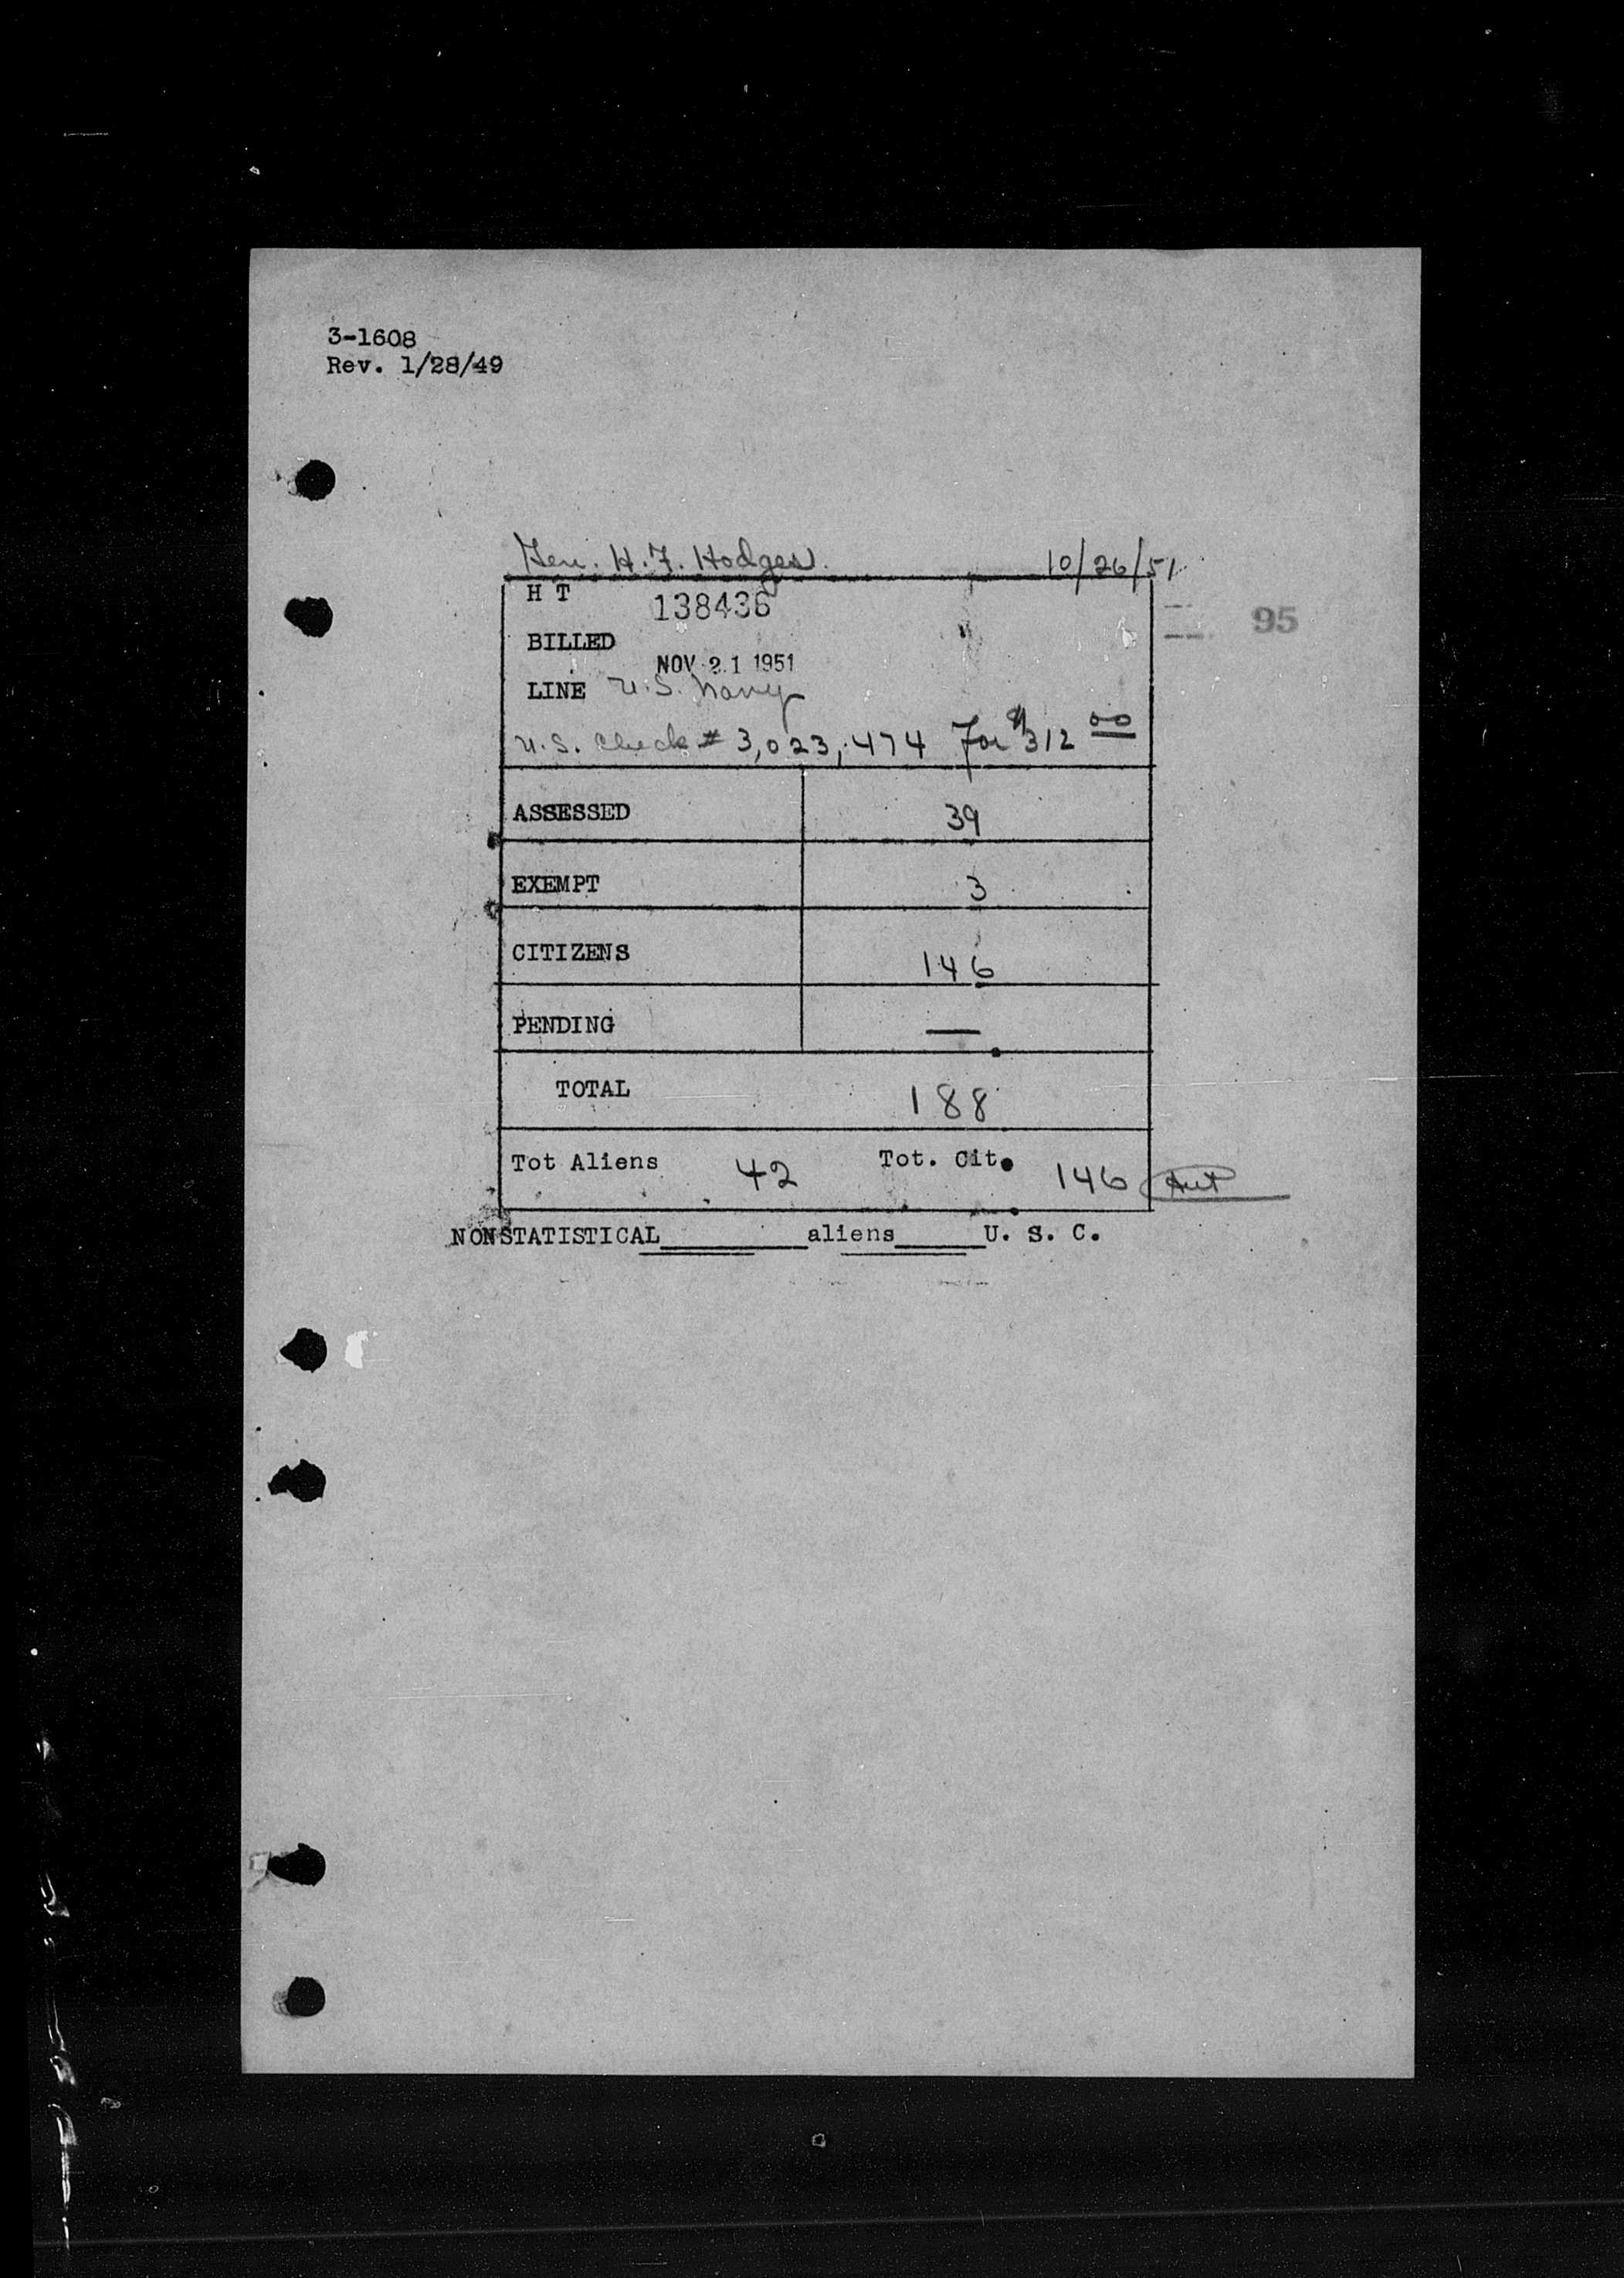 3-1608
Rev. 1/28/49
Gen. H.F. Hodges. 10/26/51
H T 138436
95
BILLED
NOV 21 1951
LINE U.S. Navy
U.S. Check # 3,023,474 For $312 00
ASSESSED 39
EXEMPT 3
CITIZENS 146
PENDING —
TOTAL 188
Tot Aliens 42 Tot. Cit. 146
NONSTATISTICAL______aliens____U. S. C.